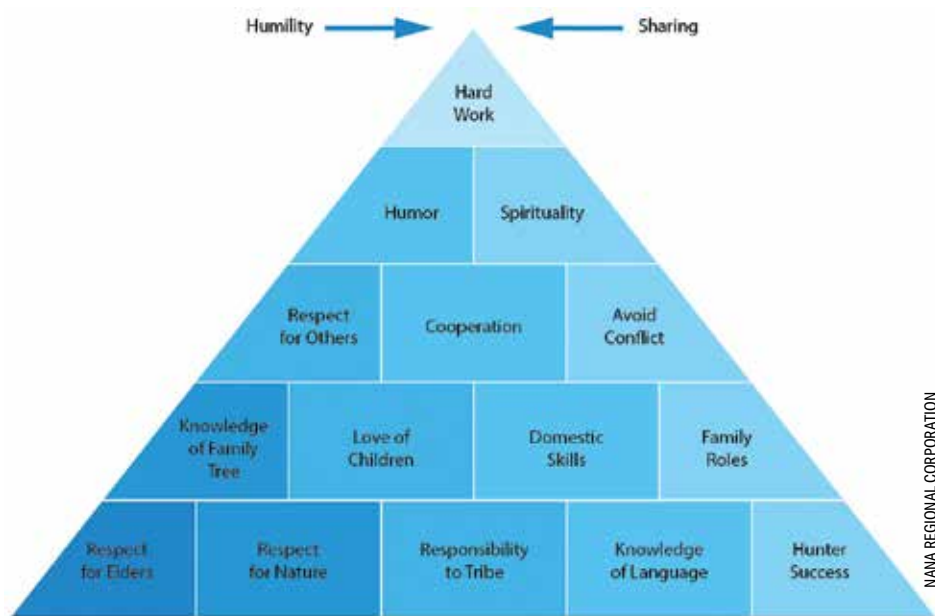 Humility
Sharing
Hard
Work
Humor
Spirituality
Respect
for Others
Cooperation
Avoid
Conflict
Knowledge
of Family
Tree
Love of
Children
Domestic
Skills
Family
Roles
Respect
for Elders
Respect
for Nature
Responsibility
to Tribe
Knowledge
of Language
Hunter
Success
NANA REGIONAL CORPORATION